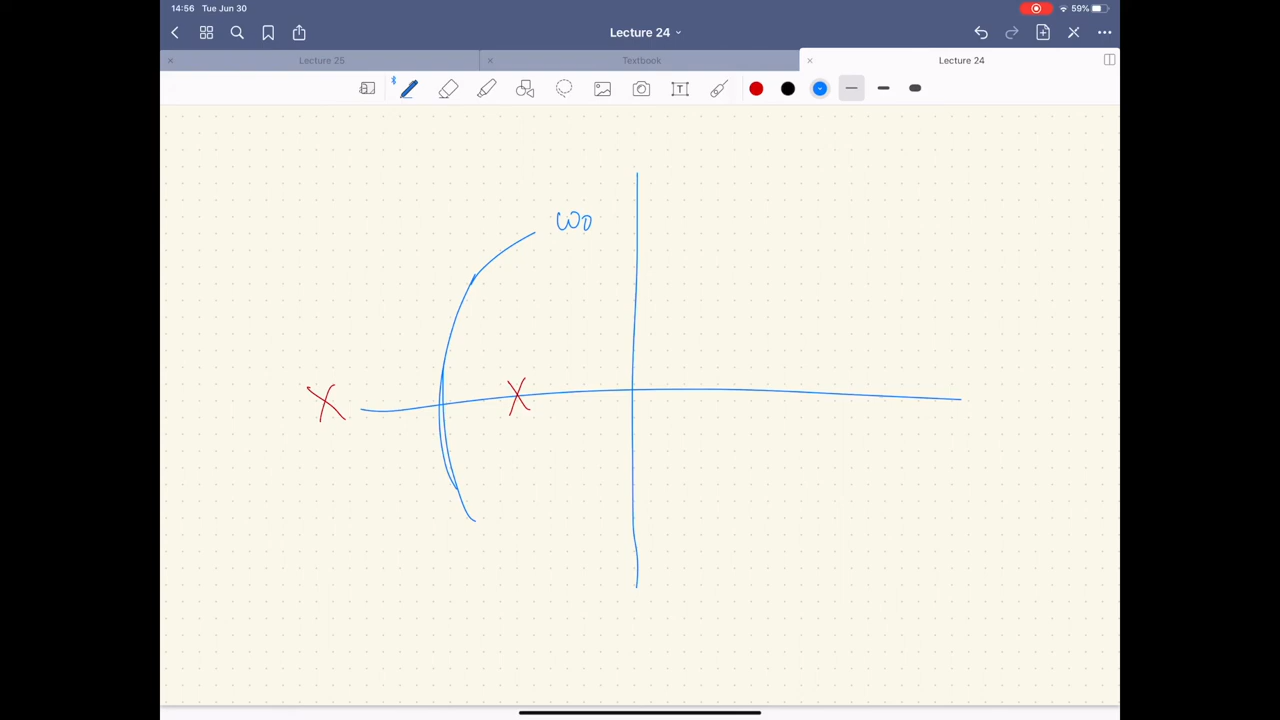 14:56 Tue Jun 30
59%
Lecture 24
Lecture 25
Textbook
Lecture 24
T
ω0
X
X